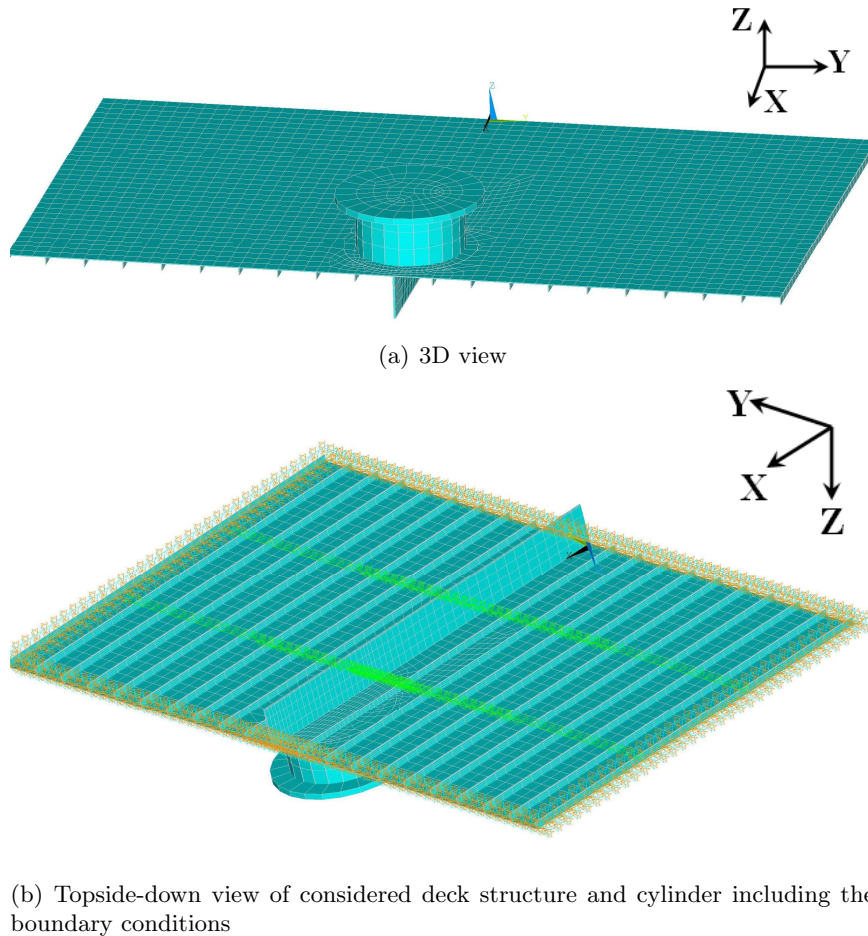 Z
Y
X
Z
Y
(a) 3D view
Y
X
Z
(b) Topside-down view of considered deck structure and cylinder including the
boundary conditions